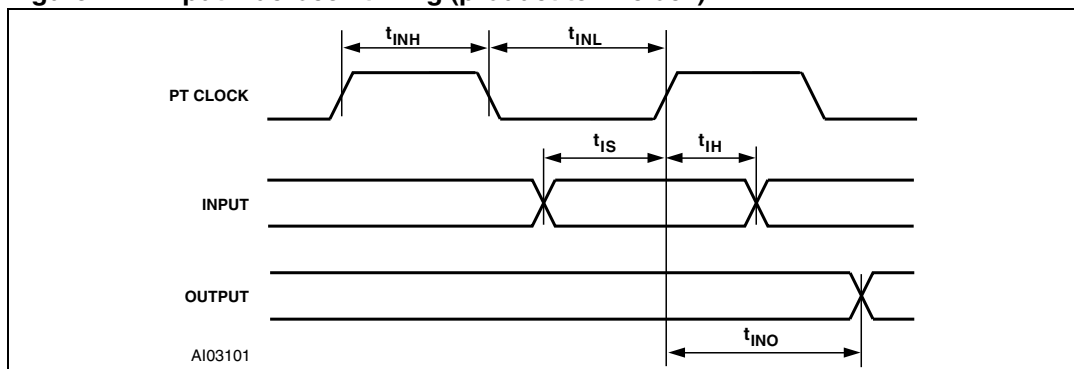 tINH
tINL
PT CLOCK
tIS
tIH
INPUT
OUTPUT
tINO
AI03101